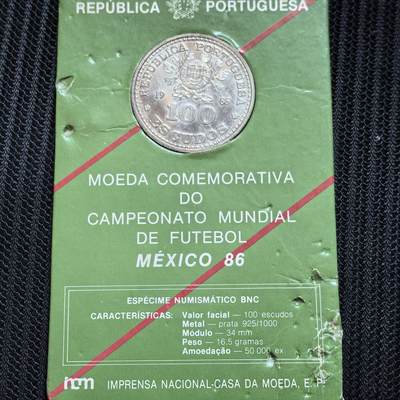 REPÚBLICA PORTUGUESA
REPUBLICA PORTUGUESA
19
100
ESCUDOS
MOEDA COMEMORATIVA
DO
CAMPEONATO MUNDIAL
DE FUTEBOL
MÉXICO 86
ESPÉCIME NUMISMÁTICO BNC
CARACTERÍSTICAS: Valor facial — 100 escudos
Metal — prata 925/1000
Módulo — 34 mm
Peso — 16,5 gramas
Amoedação — 50 000 ex
incm IMPRENSA NACIONAL-CASA DA MOEDA, E. P.